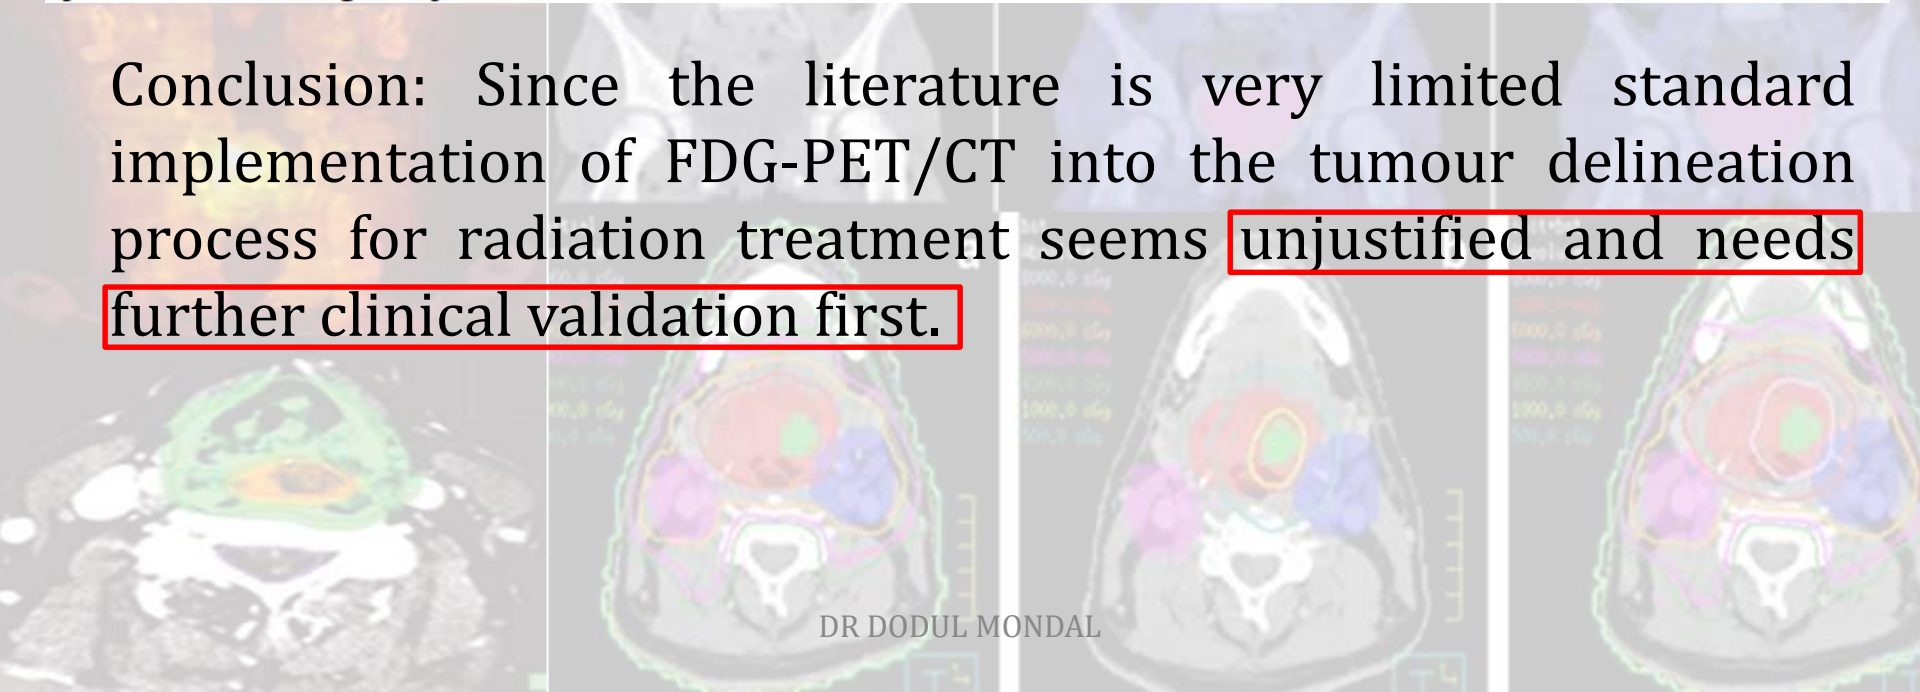 Conclusion: Since the literature is very limited standard
implementation of FDG-PET/CT into the tumour delineation
process for radiation treatment seems unjustified and needs
further clinical validation first.
DR DODUL MONDAL